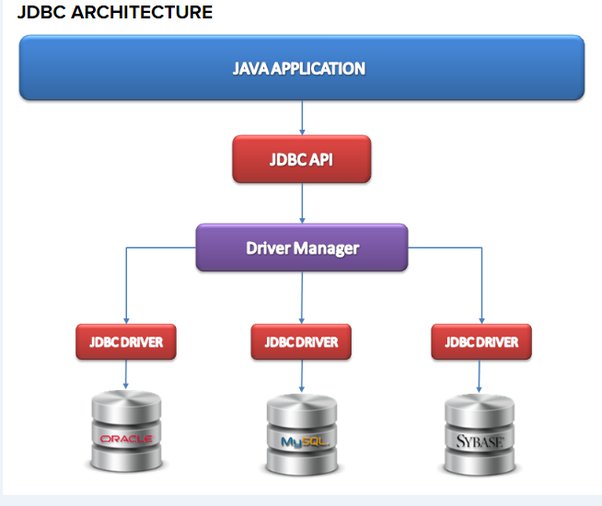 JDBC ARCHITECTURE
JAVA APPLICATION
JDBC API
Driver Manager
JDBC DRIVER
JDBC DRIVER
JDBC DRIVER
ORACLE
MySQL
SYBASE